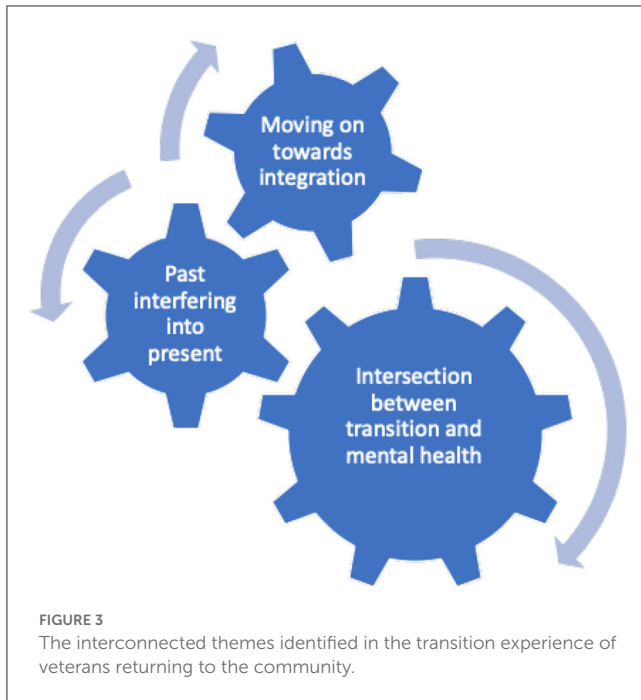 Moving on
towards
integration
Past
interfering
into
present
Intersection
between
transition and
mental health
FIGURE 3
The interconnected themes identified in the transition experience of
veterans returning to the community.